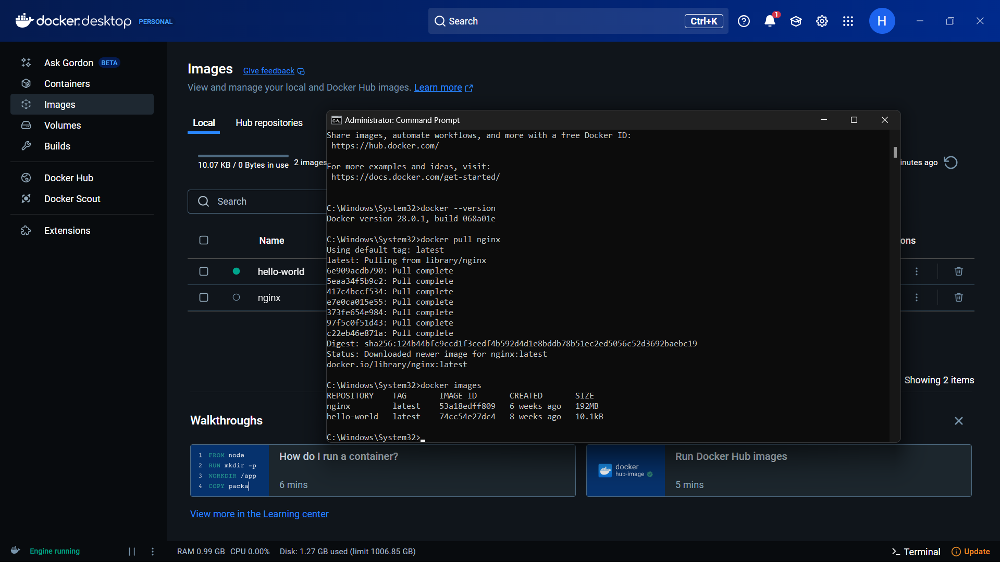 docker.desktop PERSONAL
Search
Ctrl+K
1
H
Ask Gordon BETA
Containers
Images
Volumes
Builds
Docker Hub
Docker Scout
Extensions
Images Give feedback
View and manage your local and Docker Hub images. Learn more
Local Hub repositories
10.07 KB / 0 Bytes in use 2 images
inutes ago
Search
Name
ons
hello-world
nginx
Showing 2 items
Administrator: Command Prompt
Share images, automate workflows, and more with a free Docker ID:
https://hub.docker.com/
For more examples and ideas, visit:
https://docs.docker.com/get-started/
C:\Windows\System32>docker --version
Docker version 28.0.1, build 068a01e
C:\Windows\System32>docker pull nginx
Using default tag: latest
latest: Pulling from library/nginx
6e909acdb790: Pull complete
5eaa34f5b9c2: Pull complete
417c4bccf534: Pull complete
e7e0ca015e55: Pull complete
373fe654e984: Pull complete
97f5c0f51d43: Pull complete
c22eb46e871a: Pull complete
Digest: sha256:124b44bfc9ccd1f3cedf4b592d4d1e8bddb78b51ec2ed5056c52d3692baebc19
Status: Downloaded newer image for nginx:latest
docker.io/library/nginx:latest
C:\Windows\System32>docker images
REPOSITORY TAG IMAGE ID CREATED SIZE
nginx latest 53a18edff809 6 weeks ago 192MB
hello-world latest 74cc54e27dc4 8 weeks ago 10.1kB
C:\Windows\System32>
Walkthroughs
1 FROM node
2 RUN mkdir -p
3 WORKDIR /app
4 COPY packa
How do I run a container?
6 mins
docker
hub-image
Run Docker Hub images
5 mins
View more in the Learning center
Engine running
RAM 0.99 GB CPU 0.00% Disk: 1.27 GB used (limit 1006.85 GB)
Terminal
Update